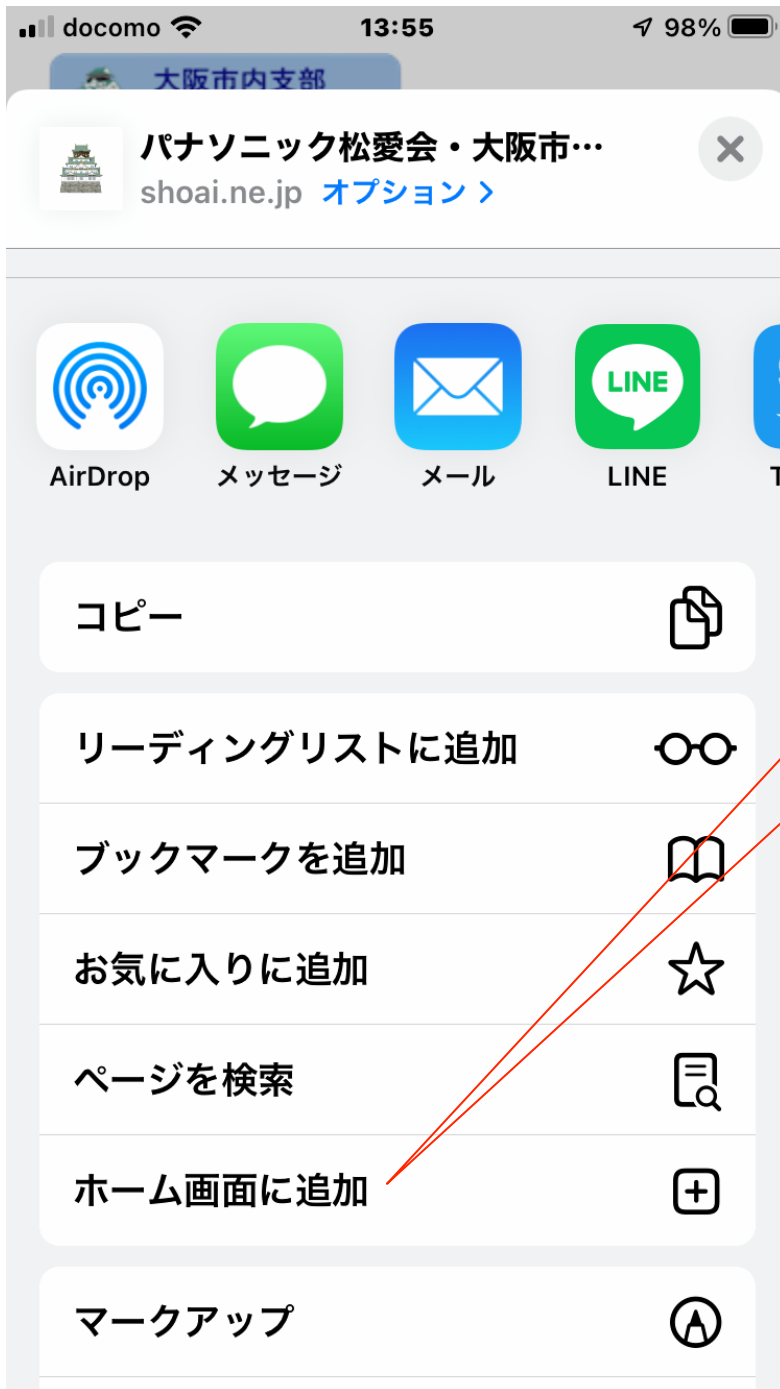 docomo 13:55 98%
大阪市内支部
パナソニック松愛会・大阪市…
shoai.ne.jp オプション >
AirDrop メッセージ メール LINE
LINE
コピー
リーディングリストに追加
ブックマークを追加
お気に入りに追加
ページを検索
ホーム画面に追加
マークアップ